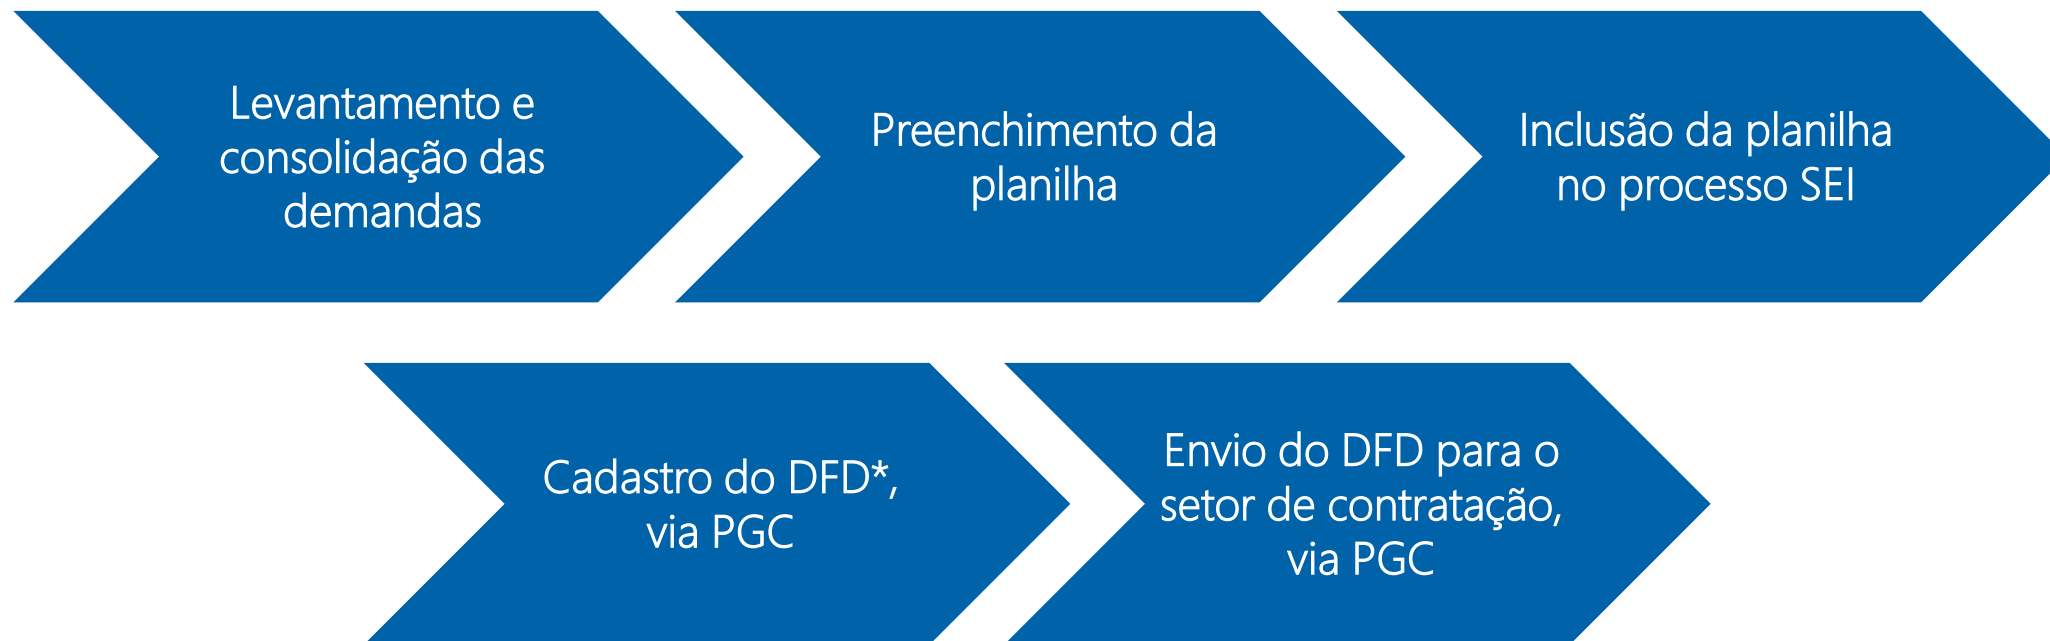 Levantamento e
consolidação das
demandas
Preenchimento da
planilha
Inclusão da planilha
no processo SEI
Cadastro do DFD*,
via PGC
Envio do DFD para o
setor de contratação,
via PGC